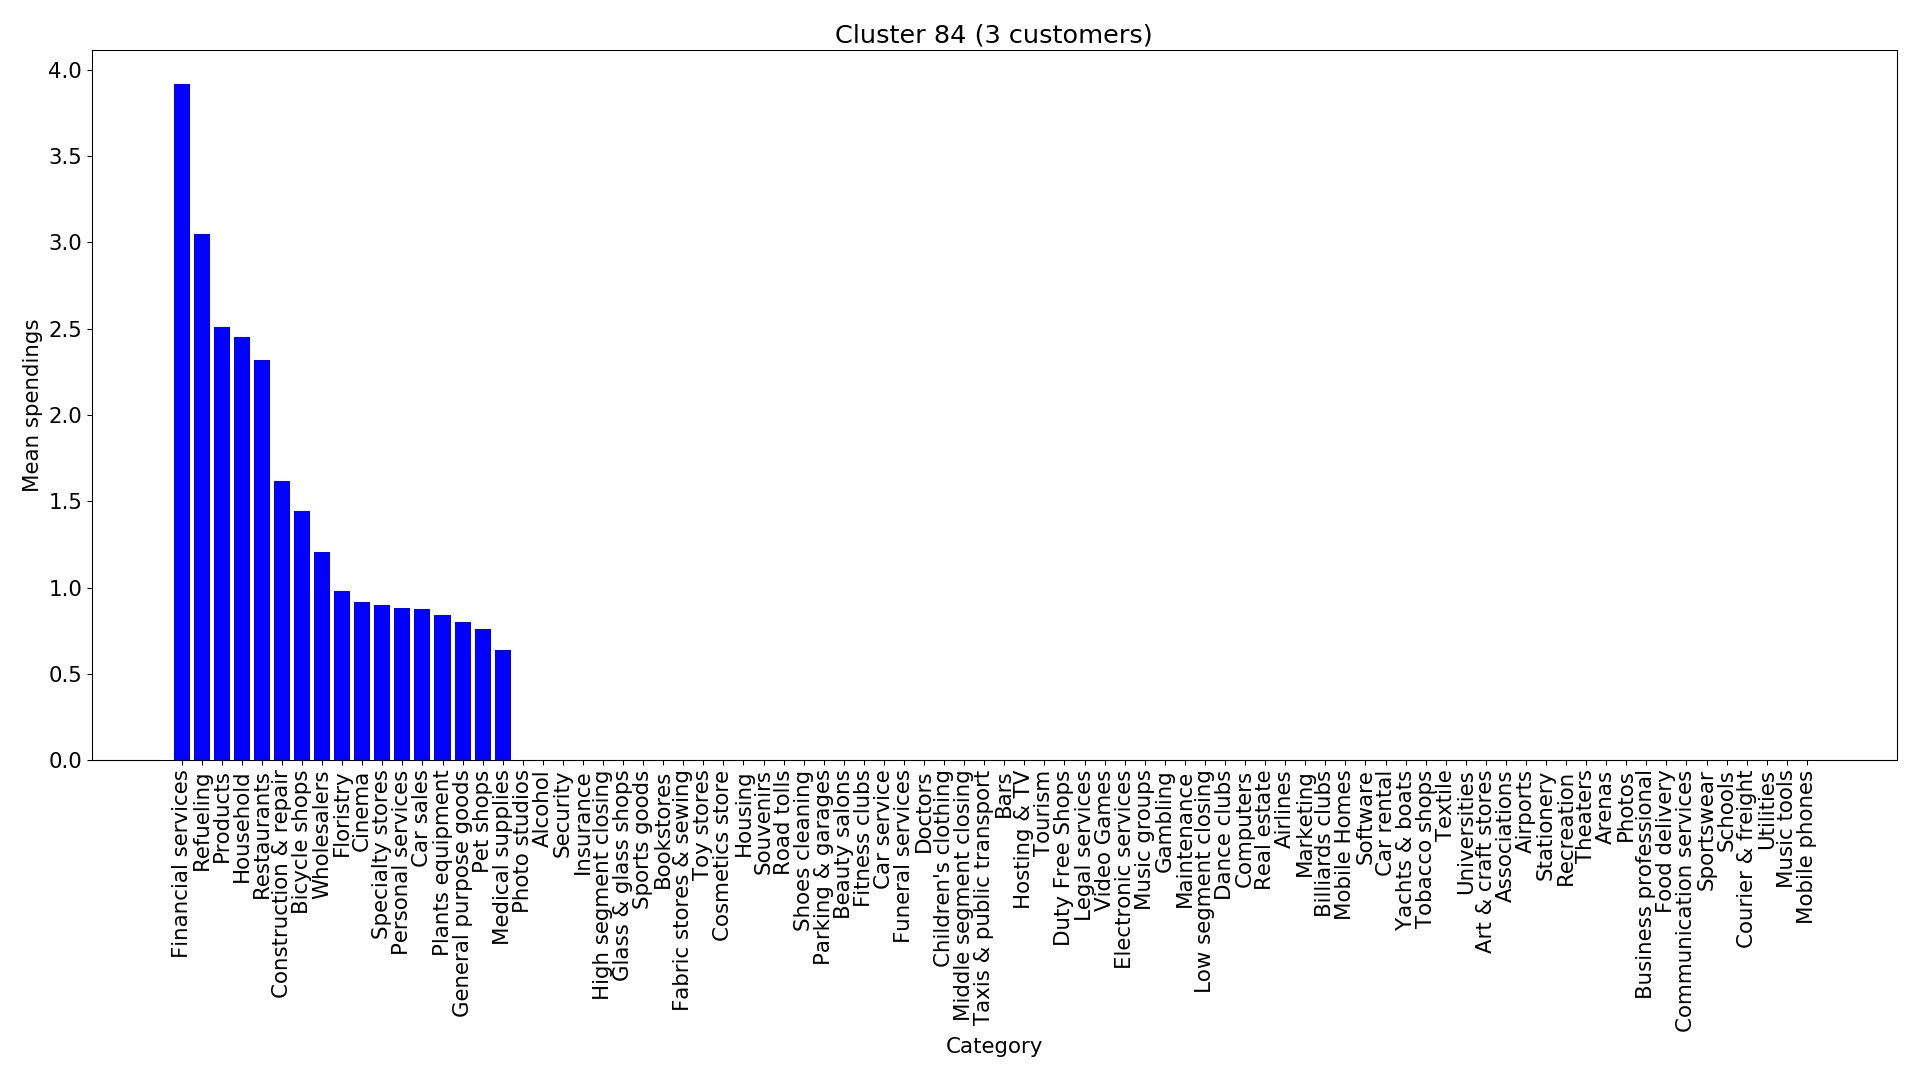 Cluster 84 (3 customers)
Mean spendings
4.0
3.5
3.0
2.5
2.0
1.5
1.0
0.5
0.0
Financial services
Refueling
Products
Household
Restaurants
Construction & repair
Bicycle shops
Wholesalers
Floristry
Cinema
Specialty stores
Personal services
Car sales
Plants equipment
General purpose goods
Pet shops
Medical supplies
Photo studios
Alcohol
Security
Insurance
High segment closing
Glass & glass shops
Sports goods
Bookstores
Fabric stores & sewing
Toy stores
Cosmetics store
Housing
Souvenirs
Road tolls
Shoes cleaning
Parking & garages
Beauty salons
Fitness clubs
Car service
Funeral services
Doctors
Children's clothing
Middle segment closing
Taxis & public transport
Bars
Hosting & TV
Tourism
Duty Free Shops
Legal services
Video Games
Electronic services
Music groups
Gambling
Maintenance
Low segment closing
Dance clubs
Computers
Real estate
Airlines
Marketing
Billiards clubs
Mobile Homes
Software
Car rental
Yachts & boats
Tobacco shops
Textile
Universities
Art & craft stores
Associations
Airports
Stationery
Recreation
Theaters
Arenas
Photos
Business professional
Food delivery
Communication services
Sportswear
Schools
Courier & freight
Utilities
Music tools
Mobile phones
Category